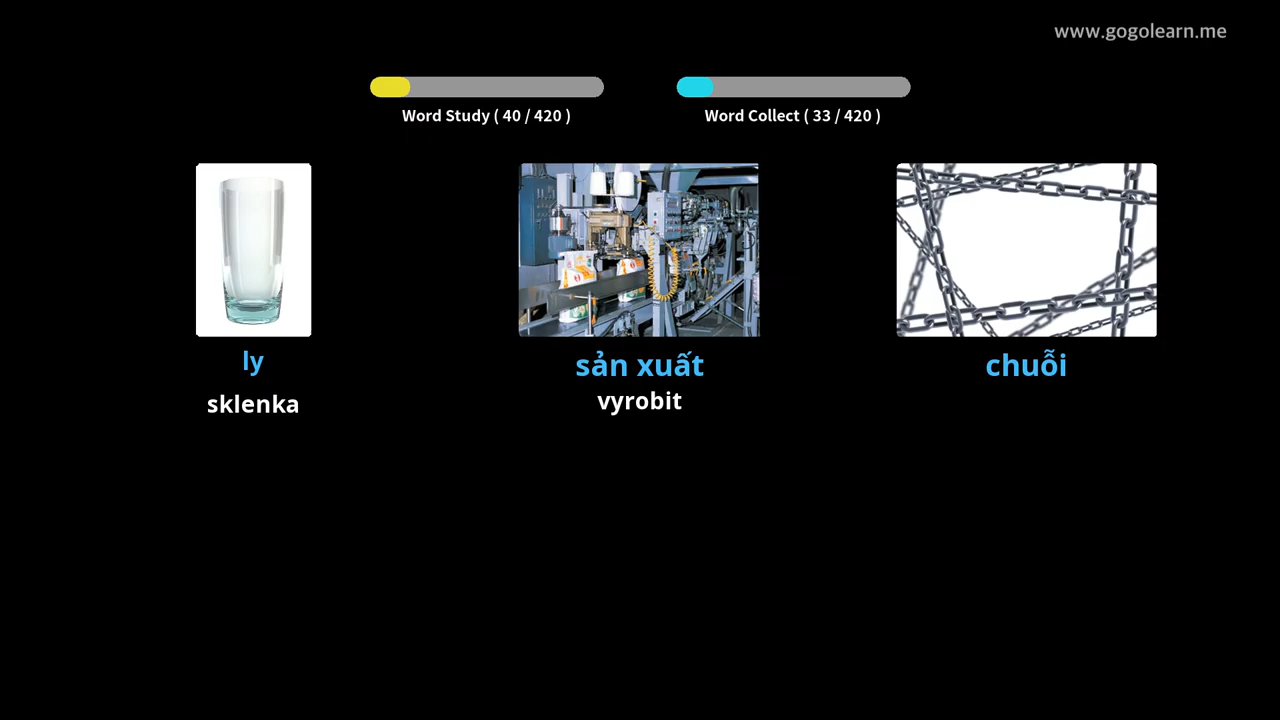 www.gogolearn.me
Word Study ( 40 / 420 )
Word Collect ( 33 / 420 )
ly
sản xuất
chuỗi
sklenka
vyrobit